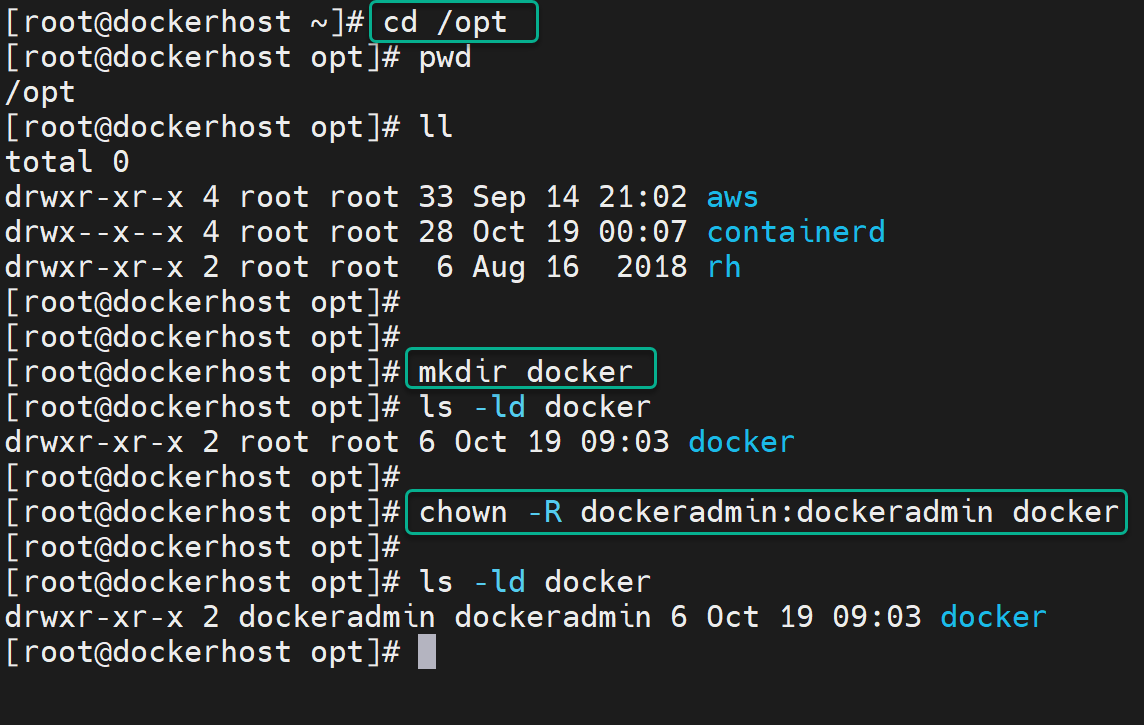 [root@dockerhost ~]# cd /opt
[root@dockerhost opt]# pwd
/opt
[root@dockerhost opt]# ll
total 0
drwxr-xr-x 4 root root 33 Sep 14 21:02 aws
drwx--x--x 4 root root 28 Oct 19 00:07 containerd
drwxr-xr-x 2 root root  6 Aug 16  2018 rh
[root@dockerhost opt]#
[root@dockerhost opt]#
[root@dockerhost opt]# mkdir docker
[root@dockerhost opt]# ls -ld docker
drwxr-xr-x 2 root root 6 Oct 19 09:03 docker
[root@dockerhost opt]#
[root@dockerhost opt]# chown -R dockeradmin:dockeradmin docker
[root@dockerhost opt]#
[root@dockerhost opt]# ls -ld docker
drwxr-xr-x 2 dockeradmin dockeradmin 6 Oct 19 09:03 docker
[root@dockerhost opt]#